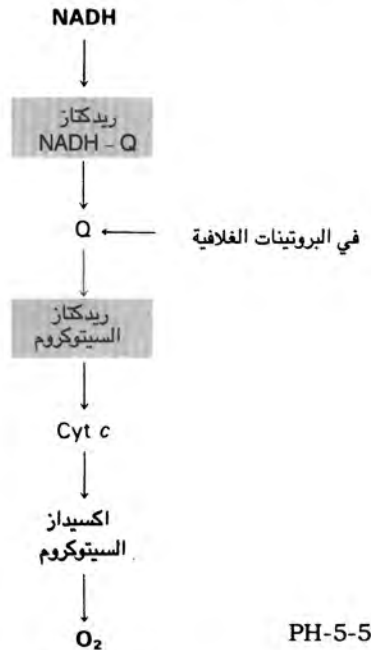 NADH
ريدكتاز
NADH – Q
Q
في البروتينات الغلافية
ريدكتاز
السيتوكروم
Cyt c
اكسيداز
السيتوكروم
O₂
PH-5-5